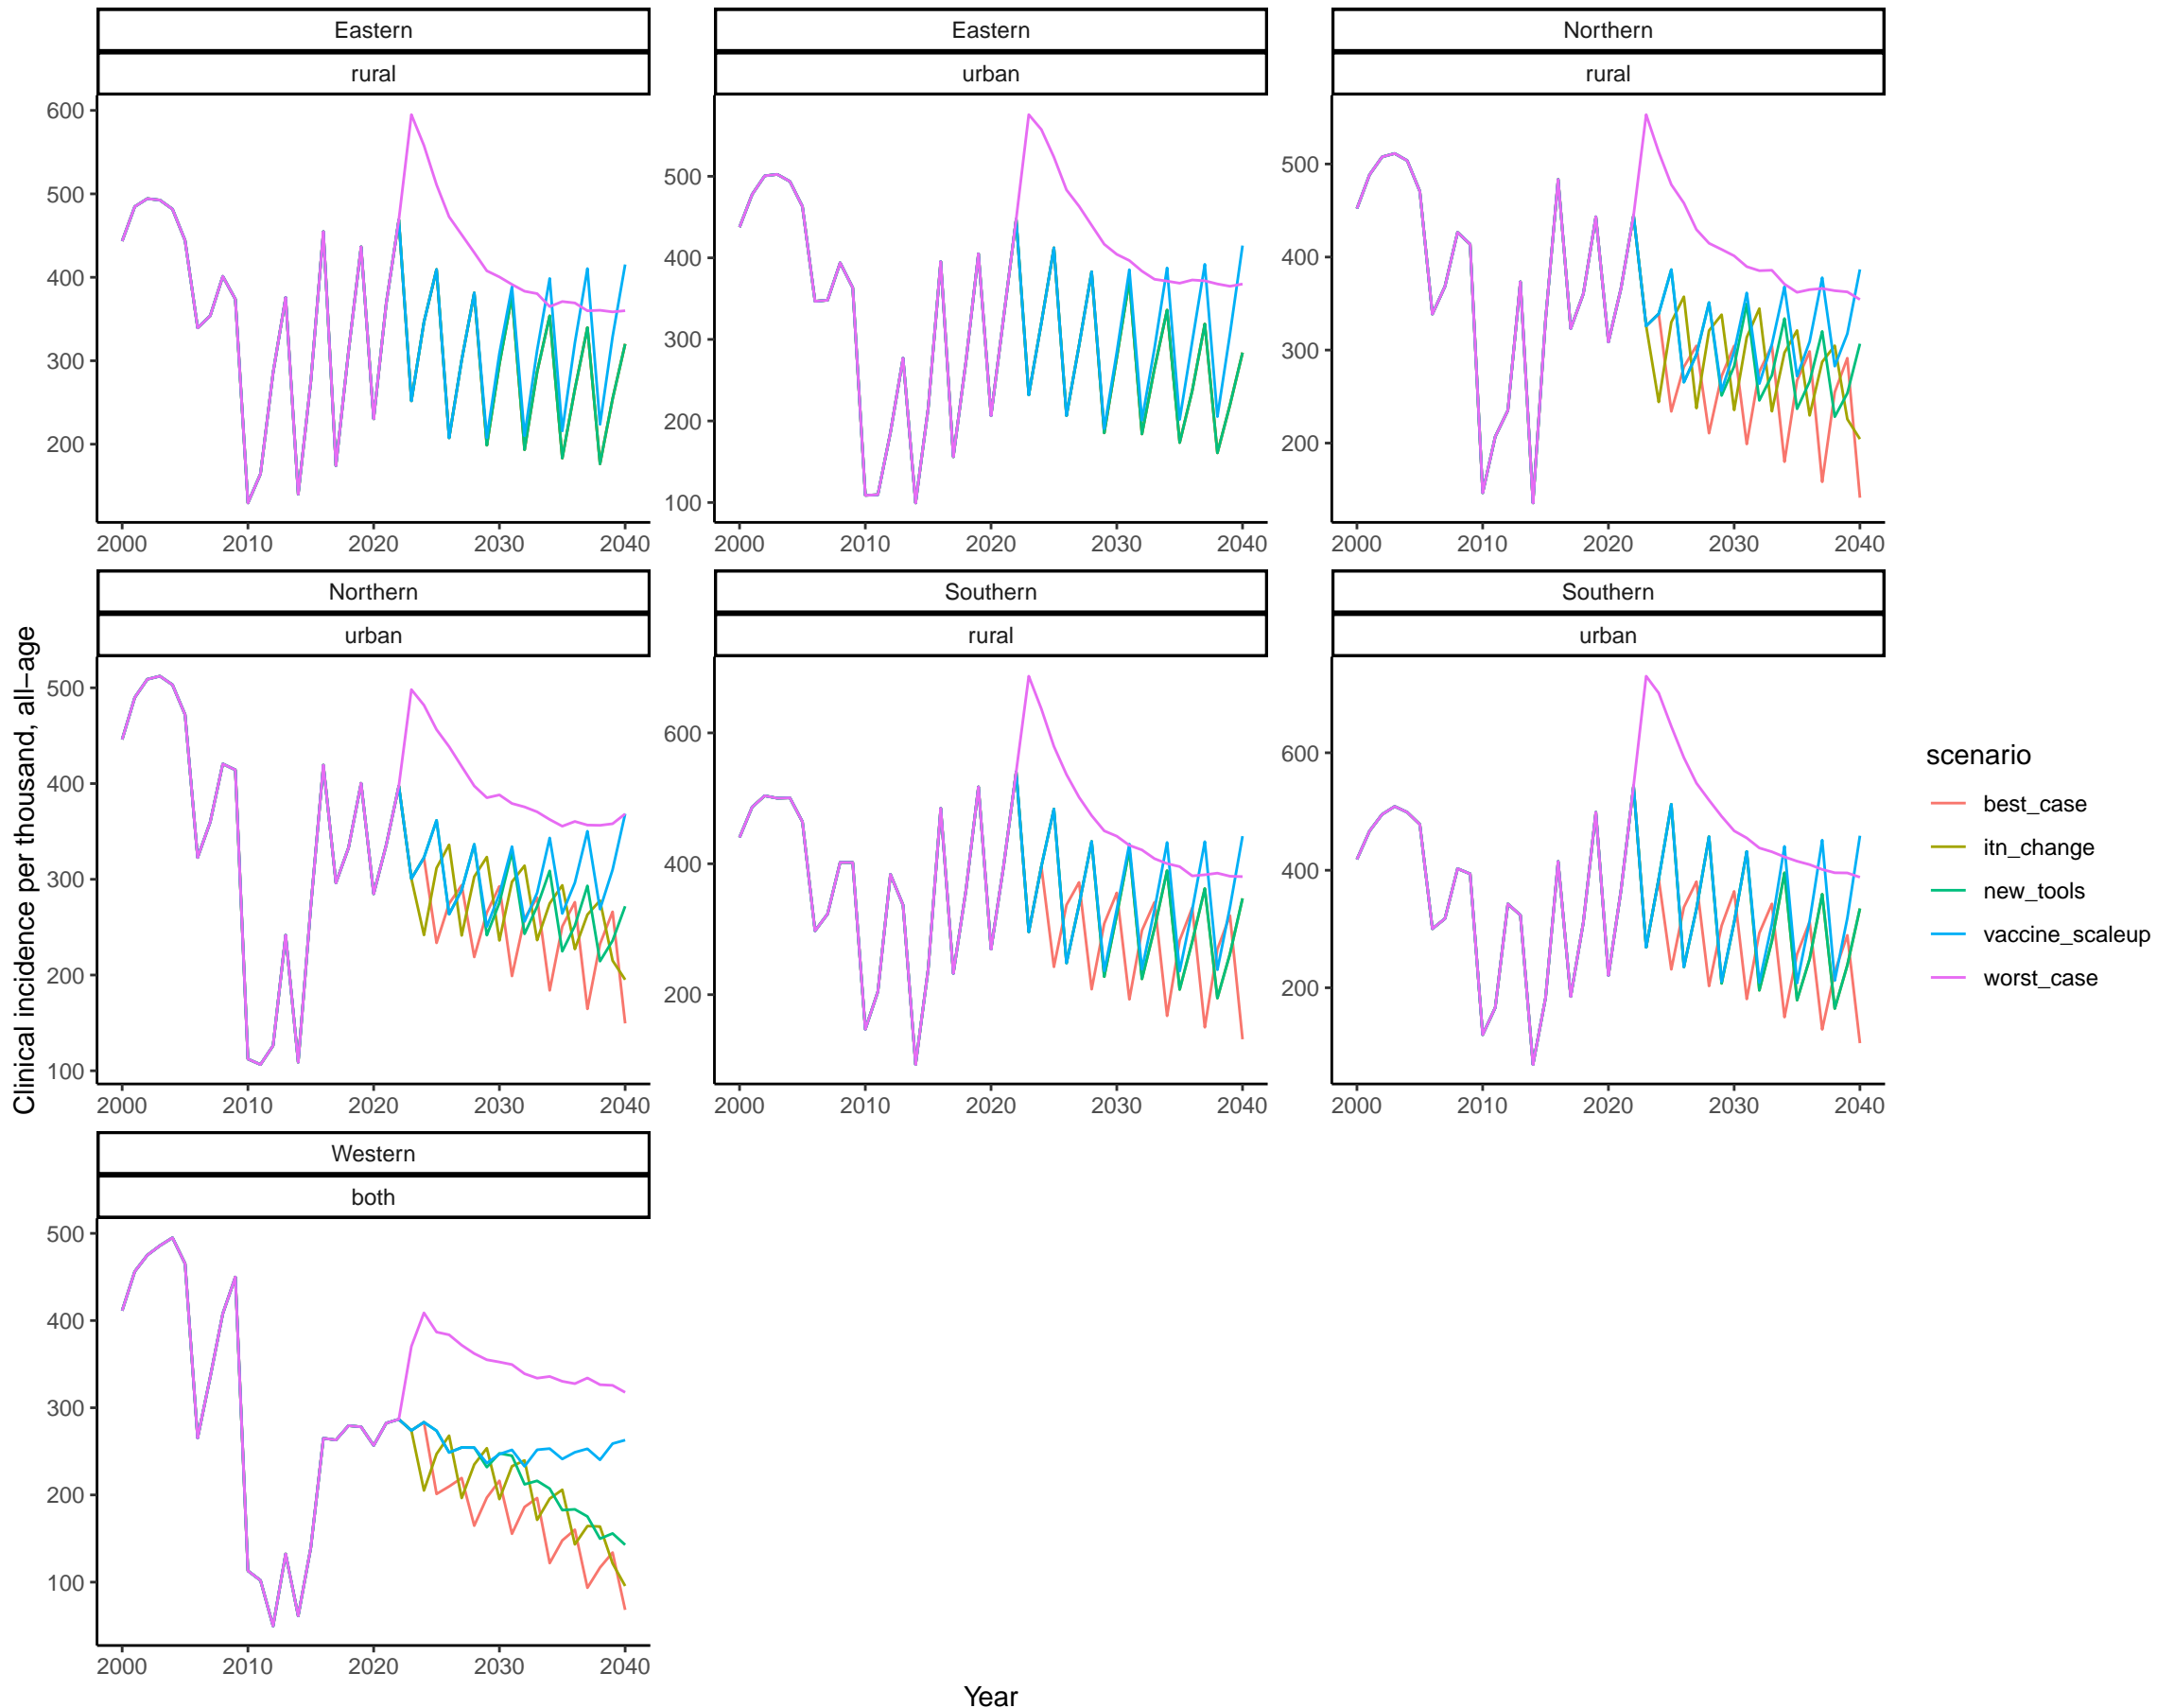 Eastern
rural
600
500
400
300
200
2000 2010 2020 2030 2040
Eastern
urban
500
400
300
200
100
2000 2010 2020 2030 2040
Northern
rural
500
400
300
200
2000 2010 2020 2030 2040
Northern
urban
500
400
300
200
100
2000 2010 2020 2030 2040
Southern
rural
600
400
200
2000 2010 2020 2030 2040
Southern
urban
600
400
200
2000 2010 2020 2030 2040
Western
both
500
400
300
200
100
2000 2010 2020 2030 2040
Clinical incidence per thousand, all−age
Year
scenario
best_case
itn_change
new_tools
vaccine_scaleup
worst_case